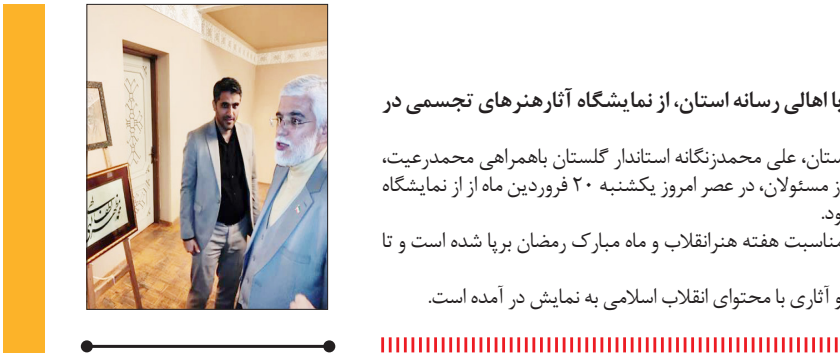 با اهالی رسانه استان، از نمایشگاه آثارهنرهای تجسمی در
ستان، علی محمدزنگانه استاندار گلستان باهمراهی محمدرعیت،
از مسئولان، در عصر امروز یکشنبه ۲۰ فروردین ماه از از نمایشگاه
ود.
مناسبت هفته هنرانقلاب و ماه مبارک رمضان برپا شده است و تا
و آثاری با محتوای انقلاب اسلامی به نمایش در آمده است.